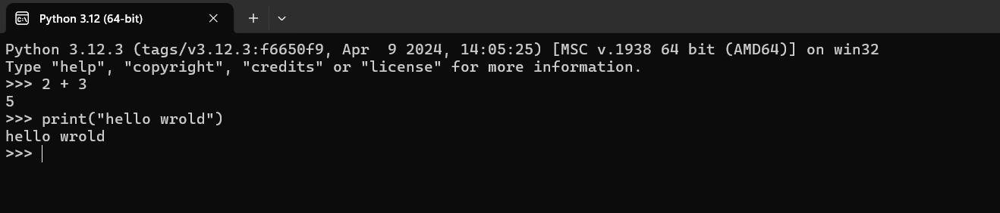 Python 3.12 (64-bit)
Python 3.12.3 (tags/v3.12.3:f6650f9, Apr  9 2024, 14:05:25) [MSC v.1938 64 bit (AMD64)] on win32
Type "help", "copyright", "credits" or "license" for more information.
>>> 2 + 3
5
>>> print("hello wrold")
hello wrold
>>>